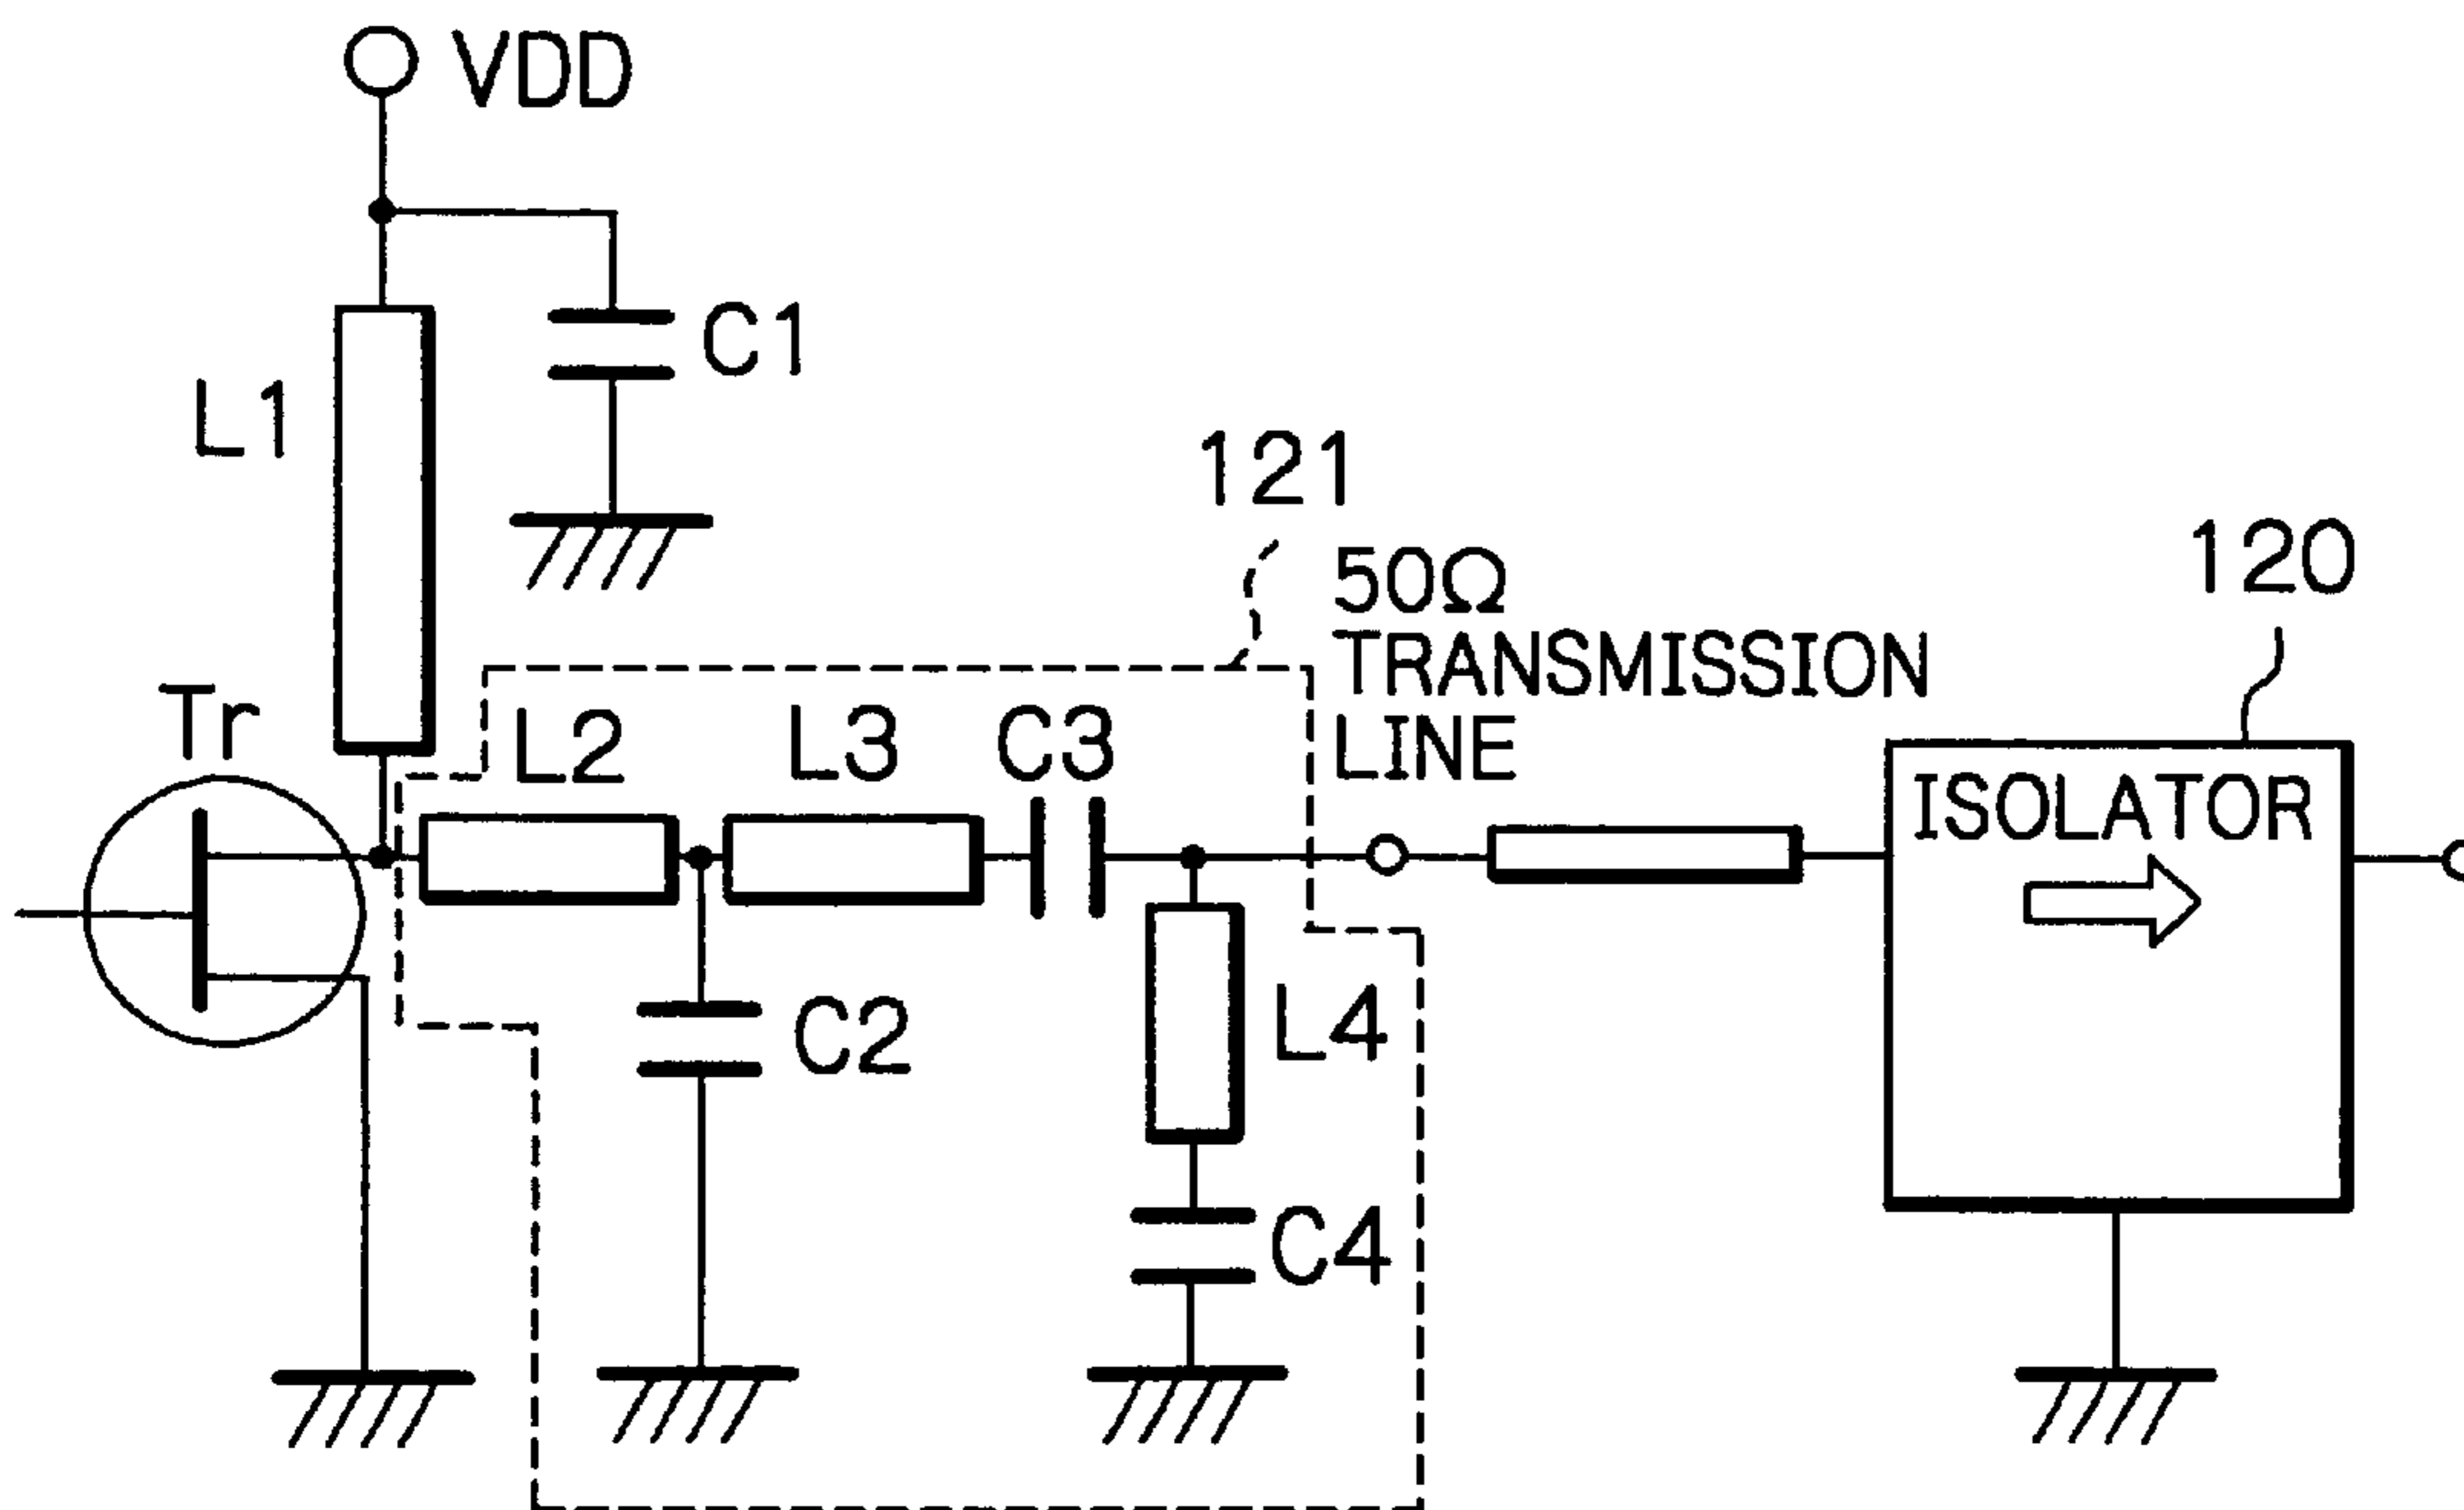 VDD
C1
L1
121
50Ω
TRANSMISSION
LINE
120
Tr
L2
L3
C3
ISOLATOR
C2
L4
C4